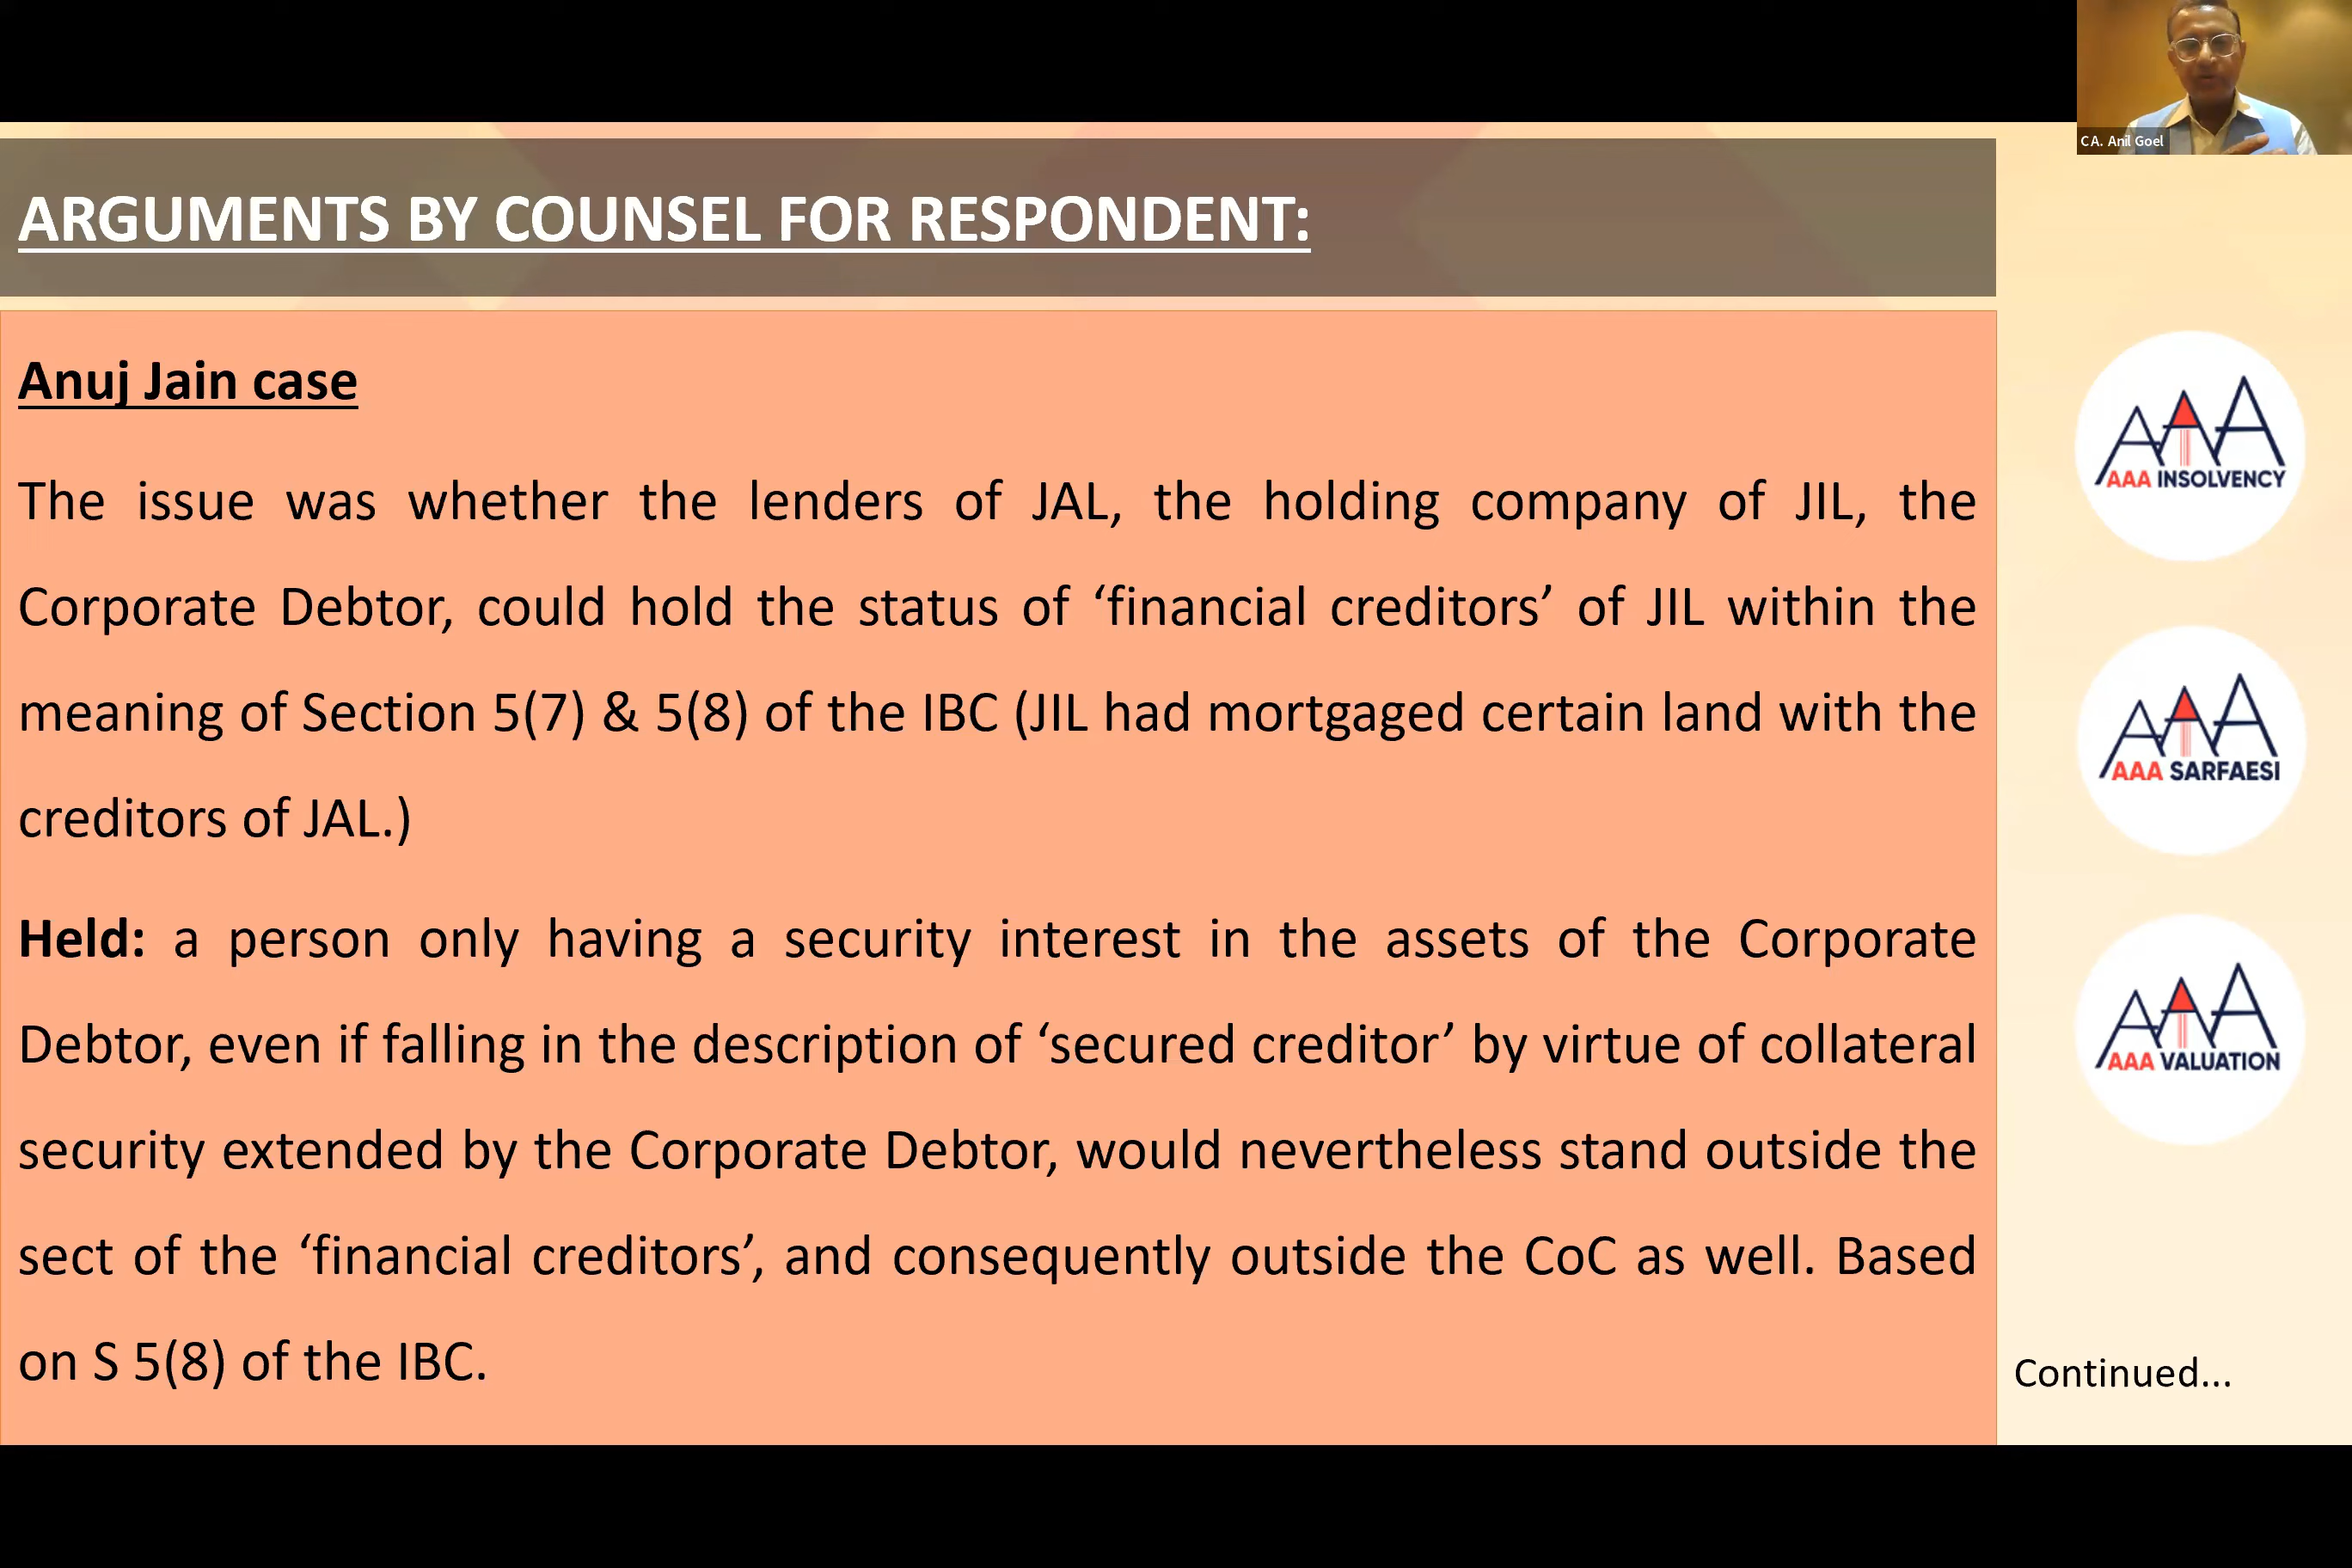 CA. Anil Goel
ARGUMENTS BY COUNSEL FOR RESPONDENT:
Anuj Jain case
The issue was whether the lenders of JAL, the holding company of JIL, the
Corporate Debtor, could hold the status of ‘financial creditors’ of JIL within the
meaning of Section 5(7) & 5(8) of the IBC (JIL had mortgaged certain land with the
creditors of JAL.)
Held: a person only having a security interest in the assets of the Corporate
Debtor, even if falling in the description of ‘secured creditor’ by virtue of collateral
security extended by the Corporate Debtor, would nevertheless stand outside the
sect of the ‘financial creditors’, and consequently outside the CoC as well. Based
on S 5(8) of the IBC.
AAA
AAA INSOLVENCY
AAA
AAA SARFAESI
AAA
AAA VALUATION
Continued...